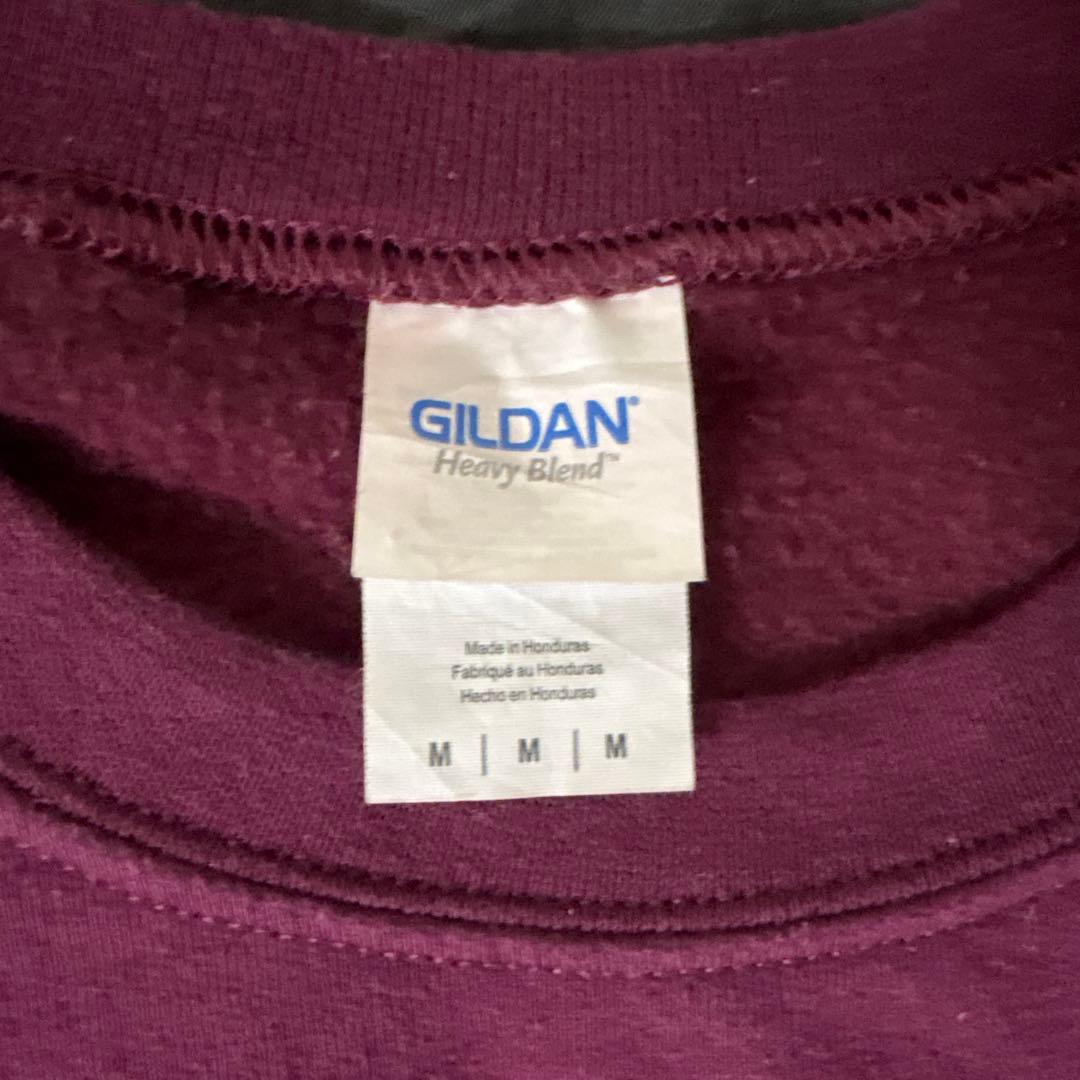 GILDAN®
Heavy Blend™
Made in Honduras
Fabriqué au Honduras
Hecho en Honduras
M | M | M